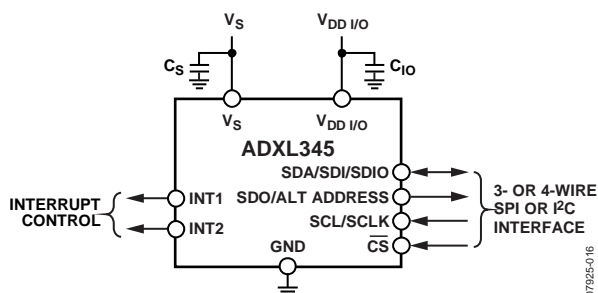 VS
VDD I/O
CS
CIO
VS
VDD I/O
ADXL345
SDA/SDI/SDIO
SDO/ALT ADDRESS
SCL/SCLK
CS
INT1
INT2
GND
INTERRUPT
CONTROL
3- OR 4-WIRE
SPI OR I2C
INTERFACE
07925-016